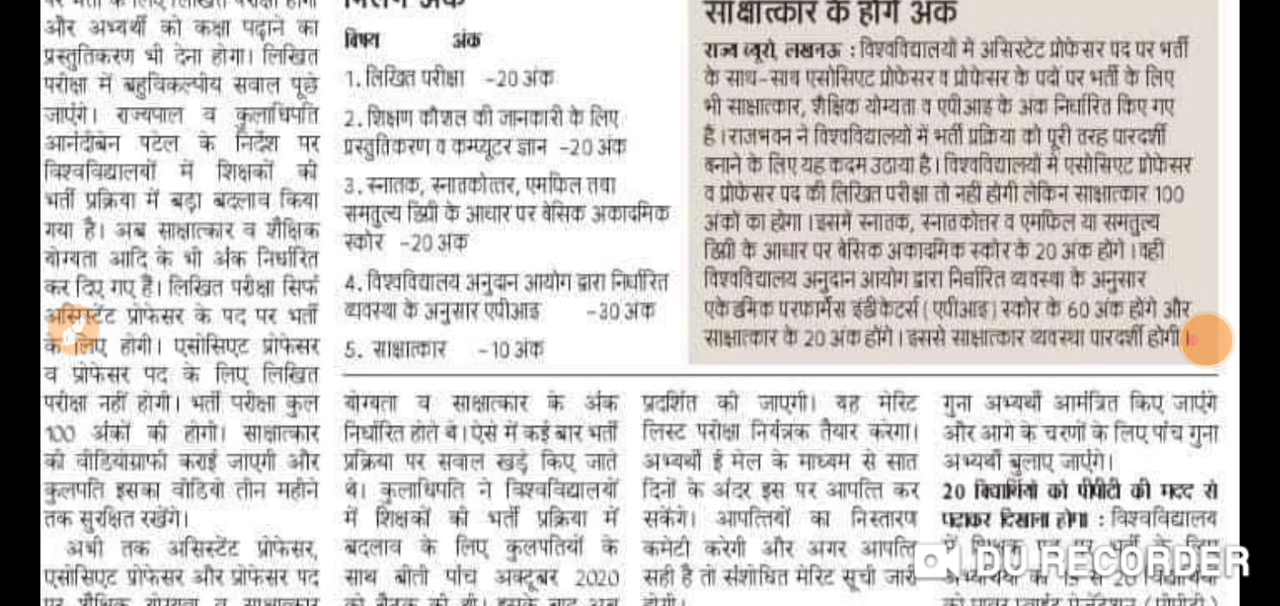 और अभ्यर्थी को कक्षा पढ़ाने का
प्रस्तुतिकरण भी देना होगा। लिखित
परीक्षा में बहुविकल्पीय सवाल पूछे
जाएंगे। राज्यपाल व कुलाधिपति
आनंदीबेन पटेल के निर्देश पर
विश्वविद्यालयों में शिक्षकों की
भर्ती प्रक्रिया में बड़ा बदलाव किया
गया है। अब साक्षात्कार व शैक्षिक
योग्यता आदि के भी अंक निर्धारित
कर दिए गए हैं। लिखित परीक्षा सिर्फ
असिस्टेंट प्रोफेसर के पद पर भर्ती
के लिए होगी। एसोसिएट प्रोफेसर
व प्रोफेसर पद के लिए लिखित
परीक्षा नहीं होगी। भर्ती परीक्षा कुल
100 अंकों की होगी। साक्षात्कार
की वीडियोग्राफी कराई जाएगी और
कुलपति इसका वीडियो तीन महीने
तक सुरक्षित रखेंगे।
अभी तक असिस्टेंट प्रोफेसर,
एसोसिएट प्रोफेसर और प्रोफेसर पद
विषय अंक
1. लिखित परीक्षा -20 अंक
2. शिक्षण कौशल की जानकारी के लिए
प्रस्तुतिकरण व कम्प्यूटर ज्ञान -20 अंक
3. स्नातक, स्नातकोत्तर, एमफिल तथा
समतुल्य डिग्री के आधार पर बेसिक अकादमिक
स्कोर -20 अंक
4. विश्वविद्यालय अनुदान आयोग द्वारा निर्धारित
व्यवस्था के अनुसार एपीआइ -30 अंक
5. साक्षात्कार -10 अंक
साक्षात्कार के होंगे अंक
राज्य ब्यूरो, लखनऊ : विश्वविद्यालयों में असिस्टेंट प्रोफेसर पद पर भर्ती
के साथ-साथ एसोसिएट प्रोफेसर व प्रोफेसर के पदों पर भर्ती के लिए
भी साक्षात्कार, शैक्षिक योग्यता व एपीआइ के अंक निर्धारित किए गए
हैं। राजभवन ने विश्वविद्यालयों में भर्ती प्रक्रिया को पूरी तरह पारदर्शी
बनाने के लिए यह कदम उठाया है। विश्वविद्यालयों में एसोसिएट प्रोफेसर
व प्रोफेसर पद की लिखित परीक्षा तो नहीं होगी लेकिन साक्षात्कार 100
अंकों का होगा। इसमें स्नातक, स्नातकोत्तर व एमफिल या समतुल्य
डिग्री के आधार पर बेसिक अकादमिक स्कोर के 20 अंक होंगे। वहीं
विश्वविद्यालय अनुदान आयोग द्वारा निर्धारित व्यवस्था के अनुसार
एकेडमिक परफार्मेंस इंडीकेटर्स (एपीआइ) स्कोर के 60 अंक होंगे और
साक्षात्कार के 20 अंक होंगे। इससे साक्षात्कार व्यवस्था पारदर्शी होगी।
योग्यता व साक्षात्कार के अंक
निर्धारित होते थे। ऐसे में कई बार भर्ती
प्रक्रिया पर सवाल खड़े किए जाते
थे। कुलाधिपति ने विश्वविद्यालयों
में शिक्षकों की भर्ती प्रक्रिया में
बदलाव के लिए कुलपतियों के
साथ बीती पांच अक्टूबर 2020
को बैठक की थी। इसके बाद अब
प्रदर्शित की जाएगी। यह मेरिट
लिस्ट परीक्षा नियंत्रक तैयार करेगा।
अभ्यर्थी ई मेल के माध्यम से सात
दिनों के अंदर इस पर आपत्ति कर
सकेंगे। आपत्तियों का निस्तारण
कमेटी करेगी और अगर आपत्ति
सही है तो संशोधित मेरिट सूची जारी
होगी।
गुना अभ्यर्थी आमंत्रित किए जाएंगे
और आगे के चरणों के लिए पांच गुना
अभ्यर्थी बुलाए जाएंगे।
20 विद्यार्थियों को पीपीटी की मदद से
पढ़ाकर दिखाना होगा : विश्वविद्यालय
DU RECORDER